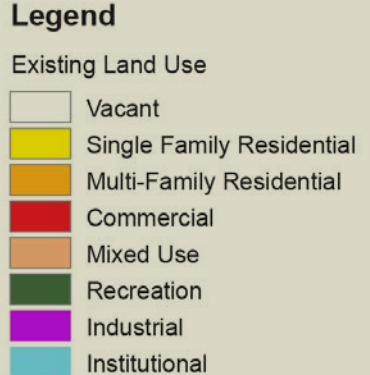 Legend
Existing Land Use
Vacant
Single Family Residential
Multi-Family Residential
Commercial
Mixed Use
Recreation
Industrial
Institutional